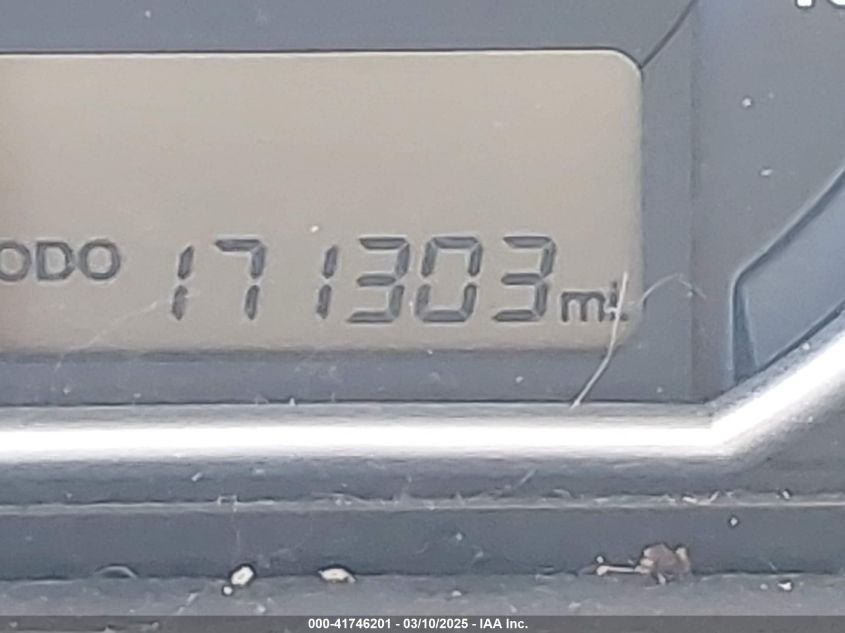 ODO 171303 mi.
000-41746201 - 03/10/2025 - IAA Inc.